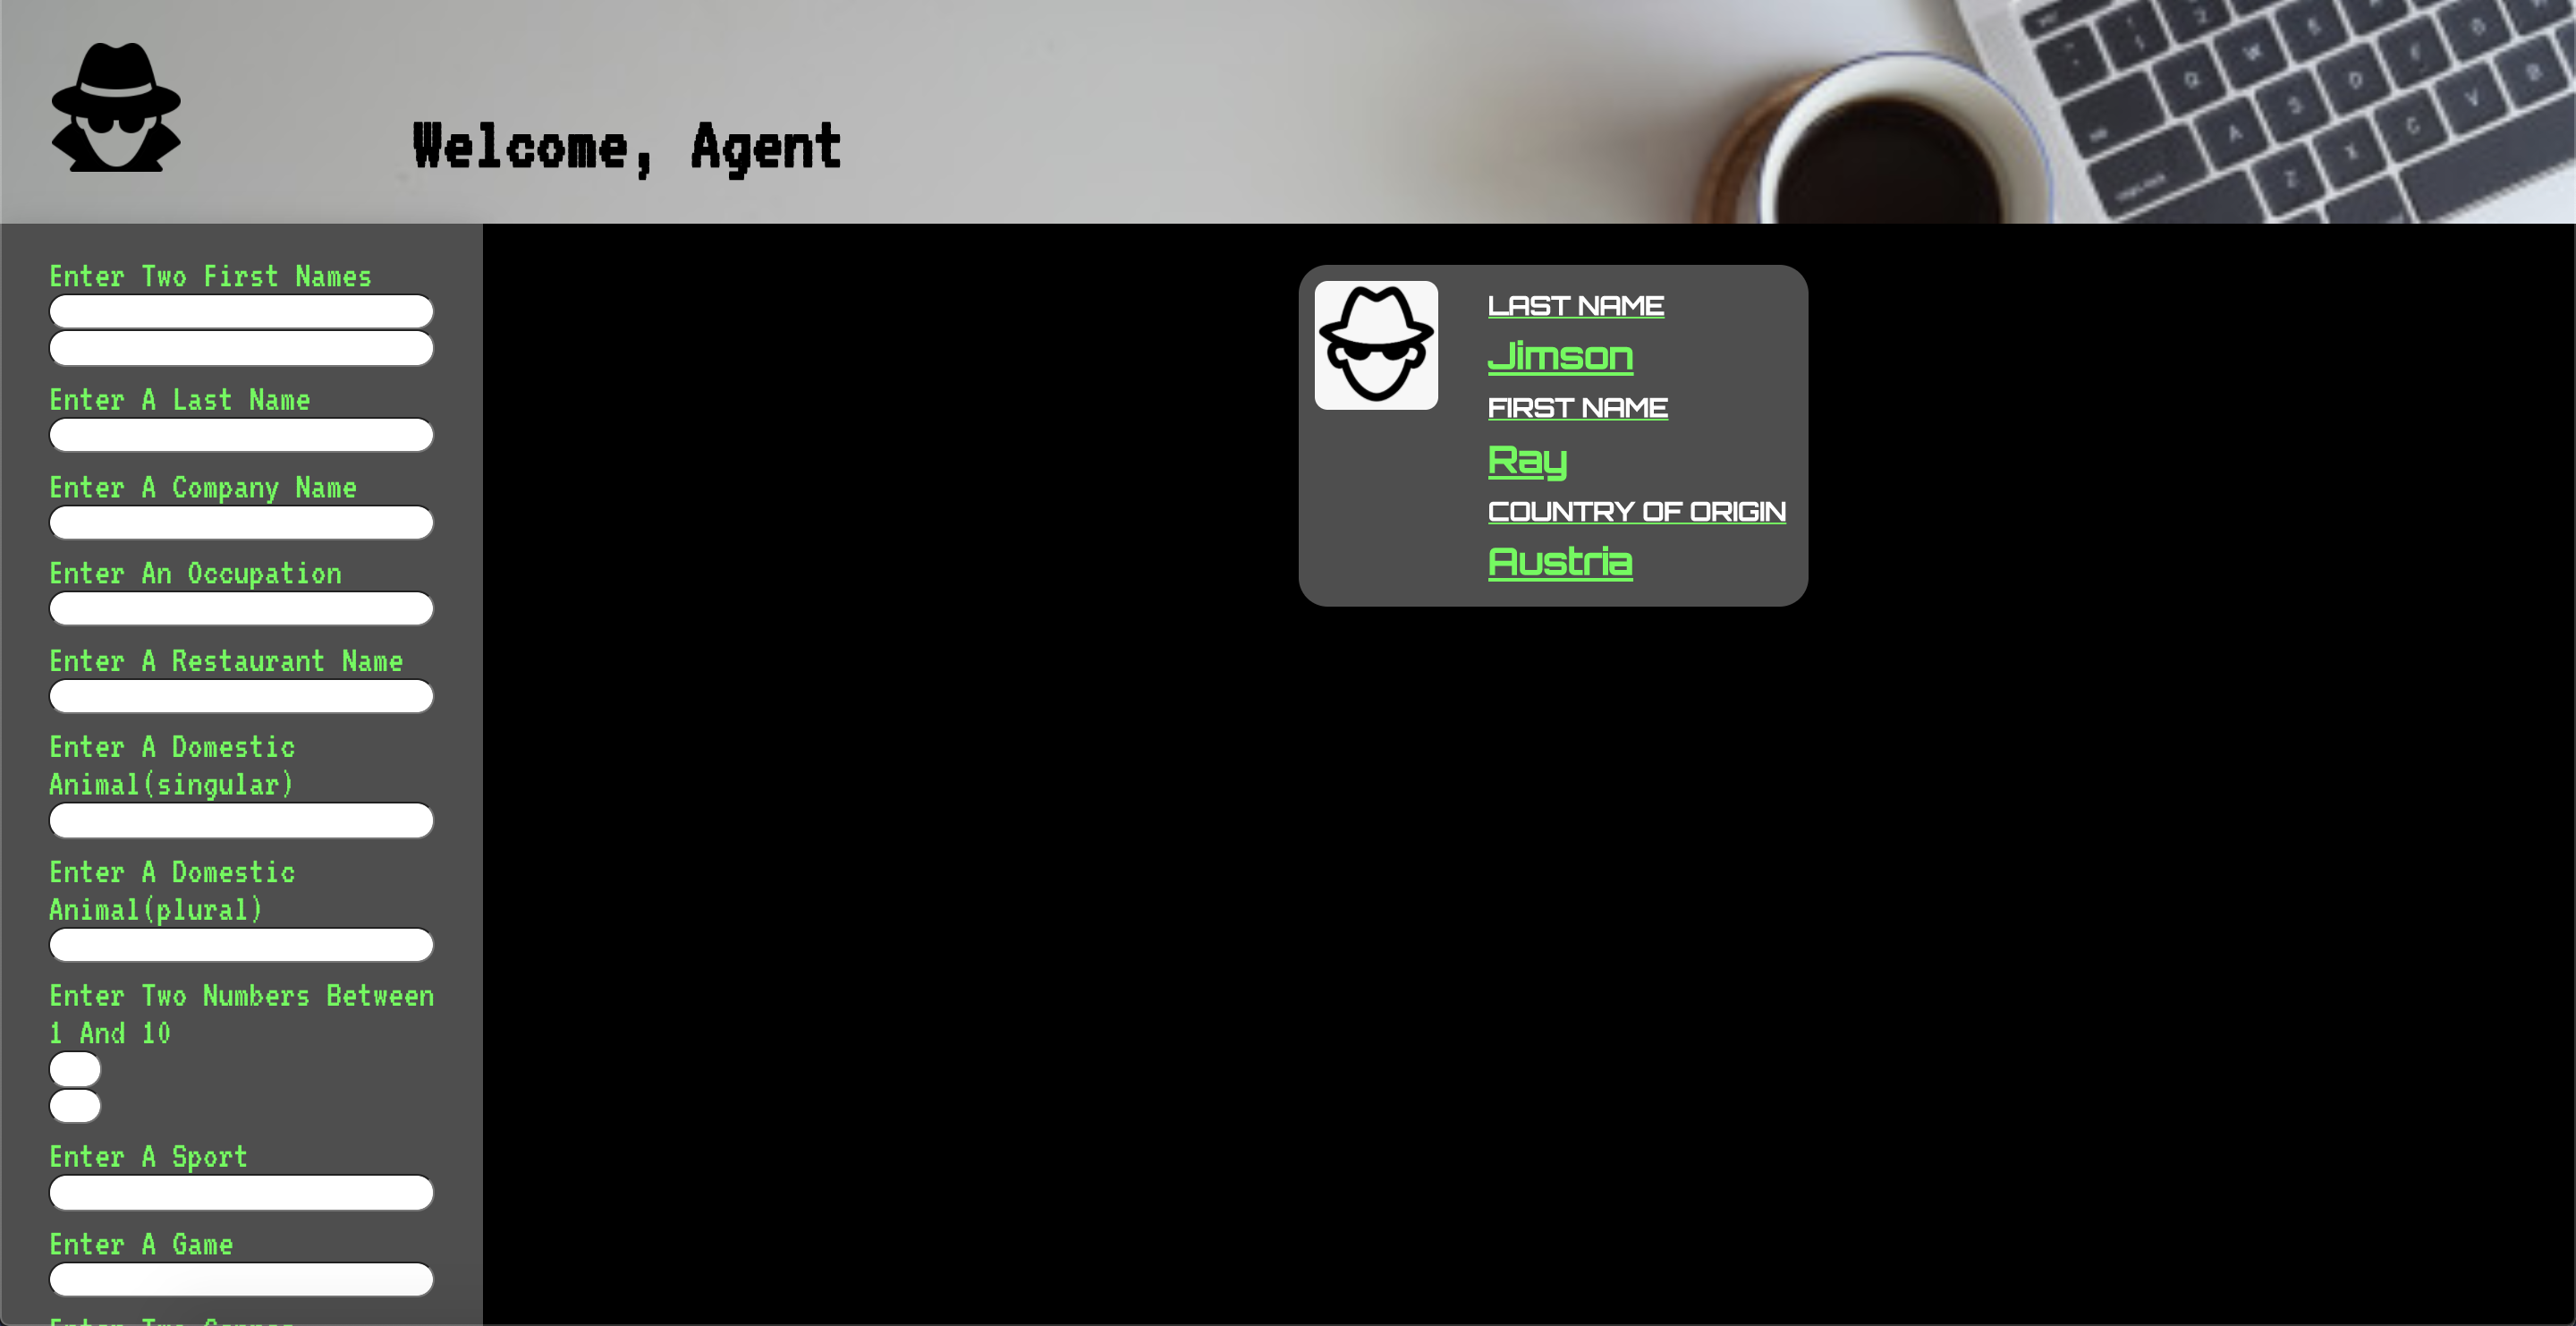 Welcome, Agent
Enter Two First Names
Enter A Last Name
Enter A Company Name
Enter An Occupation
Enter A Restaurant Name
Enter A Domestic
Animal(singular)
Enter A Domestic
Animal(plural)
Enter Two Numbers Between
1 And 10
Enter A Sport
Enter A Game
LAST NAME
Jimson
FIRST NAME
Ray
COUNTRY OF ORIGIN
Austria